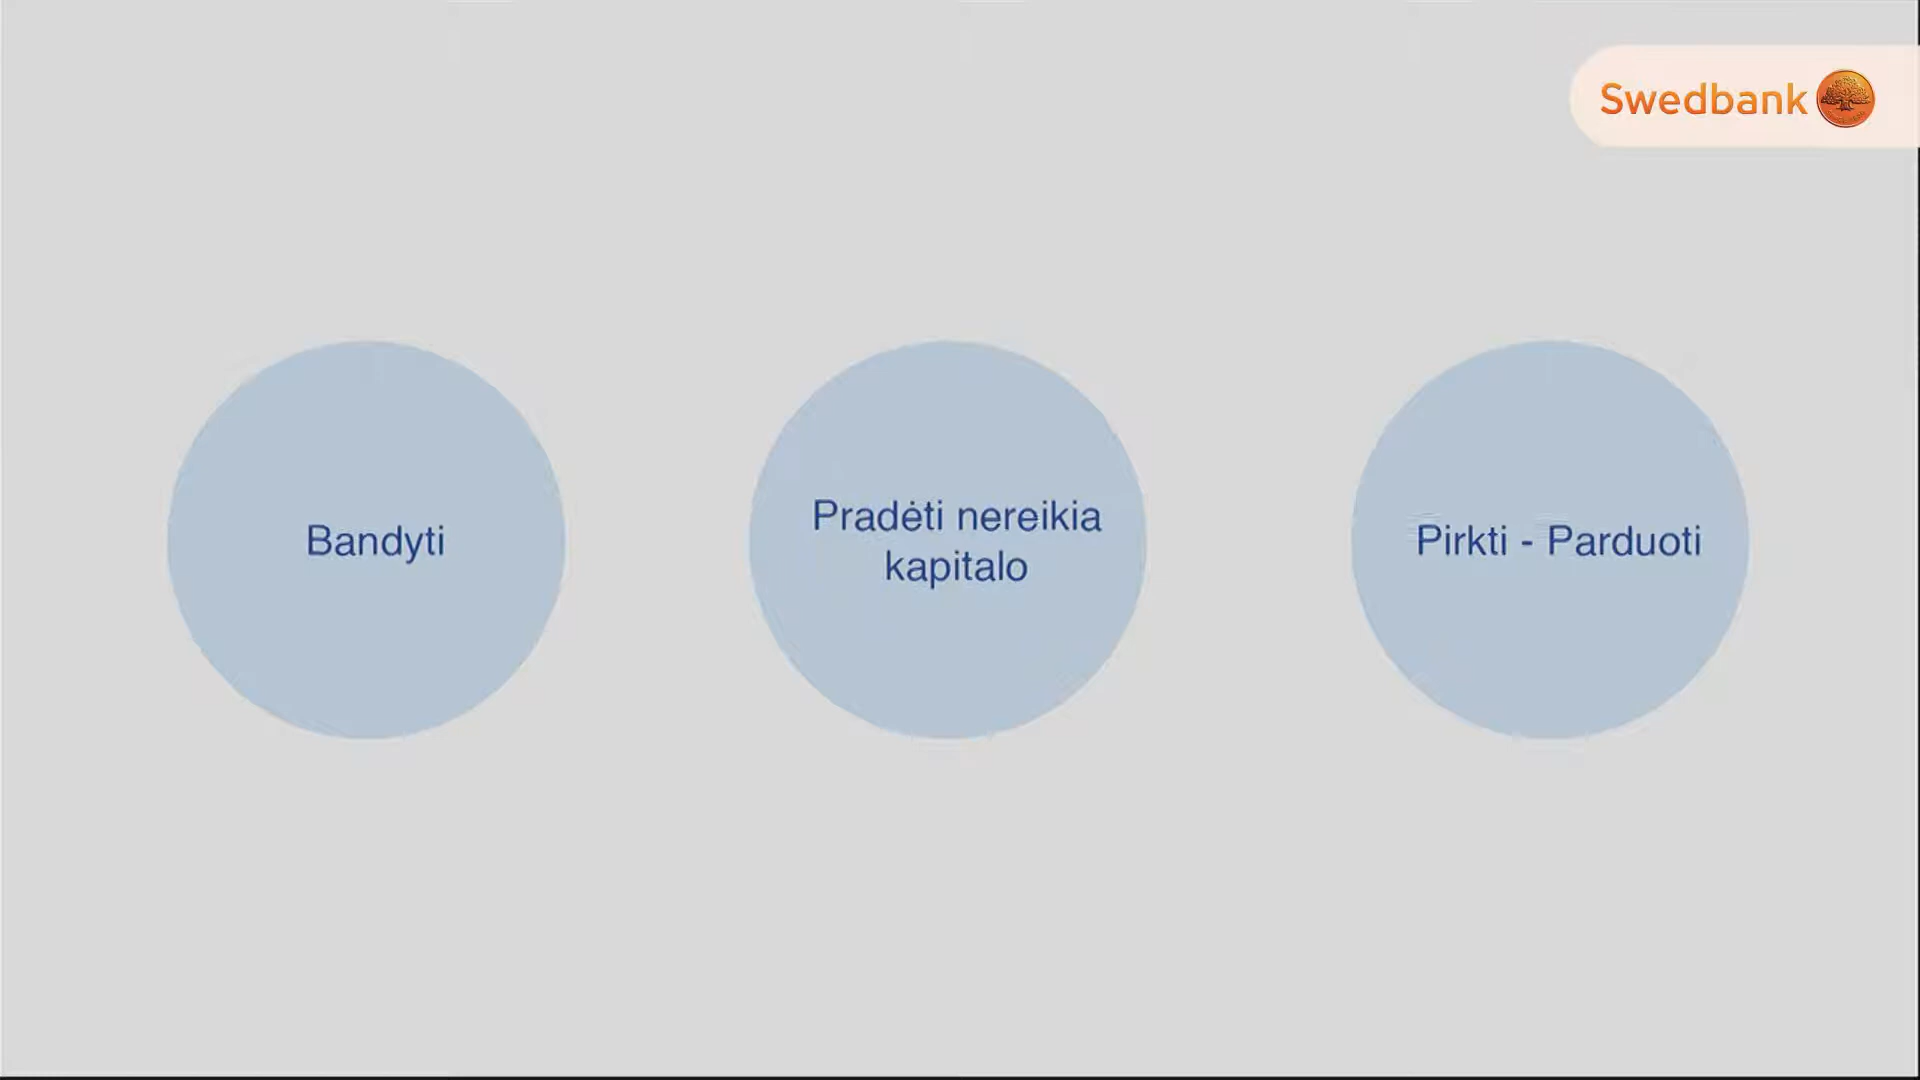 Swedbank
Bandyti
Pradėti nereikia
kapitalo
Pirkti - Parduoti